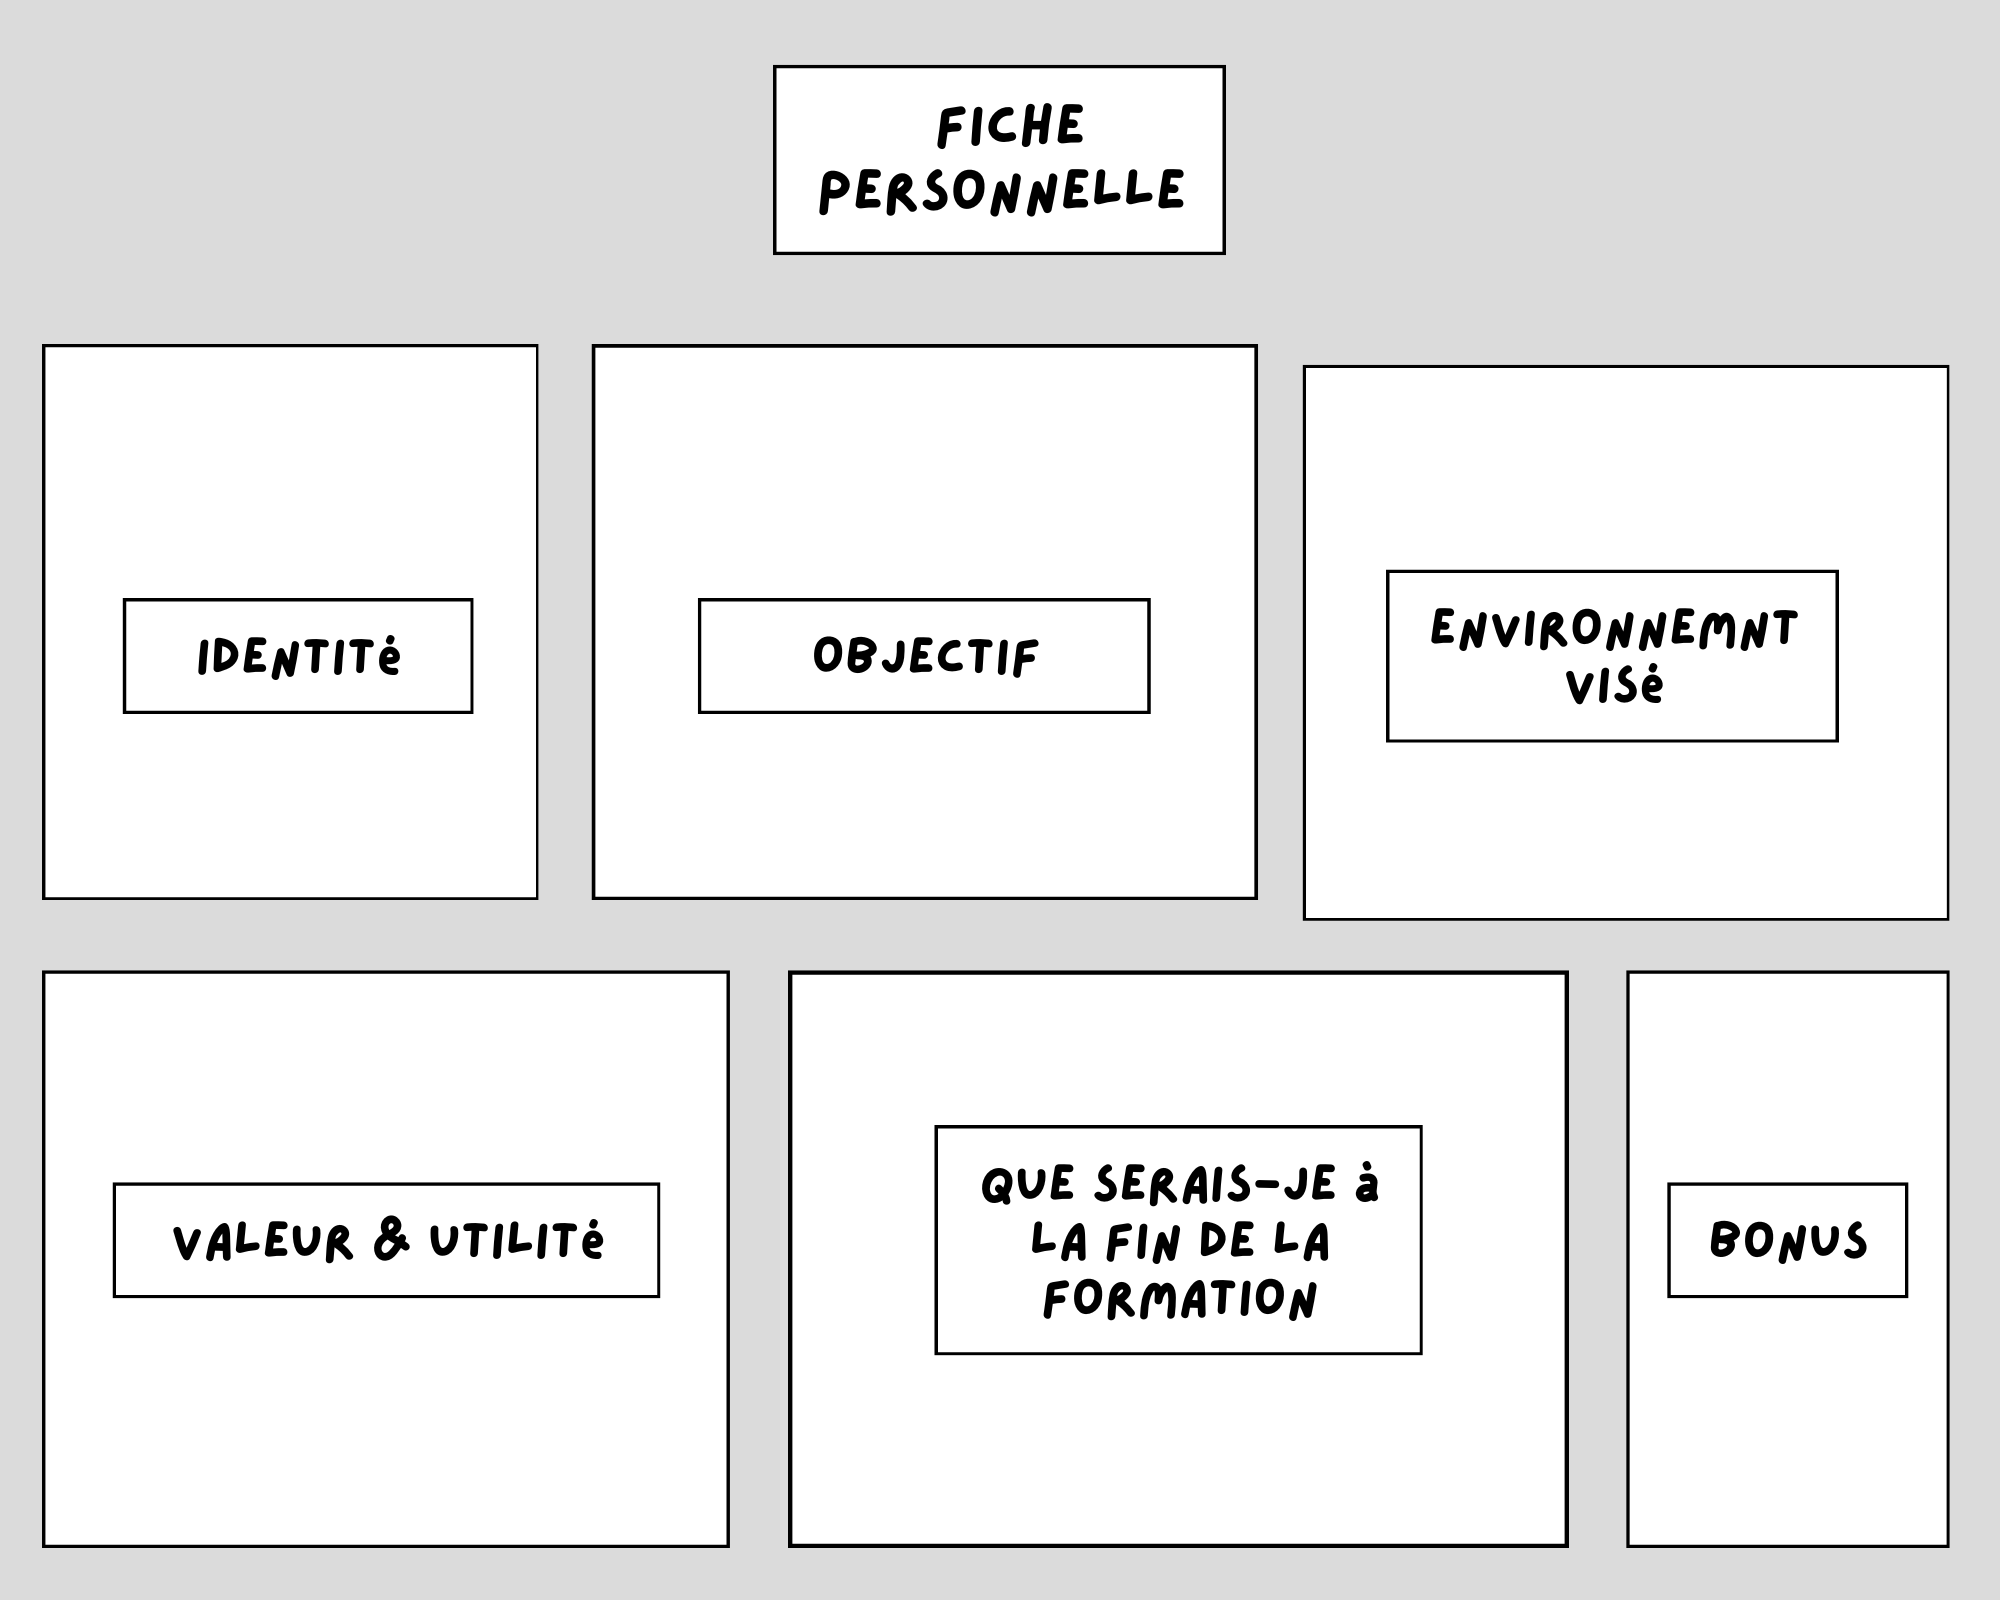 FICHE
PERSONNELLE
IDENTITé
OBJECTIF
ENVIRONNEMNT
VISé
VALEUR & UTILITé
QUE SERAIS-JE à
LA FIN DE LA
FORMATION
BONUS